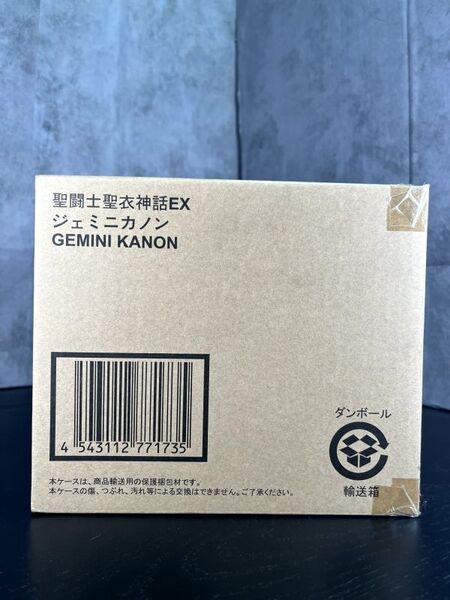 聖闘士聖衣神話EX
ジェミニカノン
GEMINI KANON
4 543112 771735
ダンボール
輸送箱
本ケースは、商品輸送用の保護梱包材です。
本ケースの傷、つぶれ、汚れ等による交換はできません。ご了承ください。